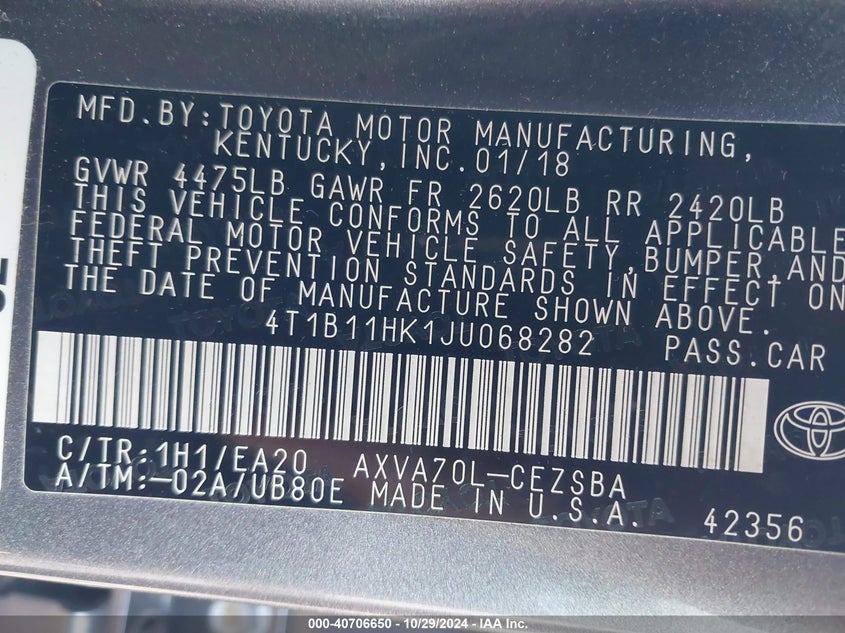 MFD.BY:TOYOTA MOTOR MANUFACTURING,
KENTUCKY,INC.01/18
GVWR 4475LB GAWR FR 2620LB RR 2420LB
THIS VEHICLE CONFORMS TO ALL APPLICABLE
FEDERAL MOTOR VEHICLE SAFETY,BUMPER,AND
THEFT PREVENTION STANDARDS IN EFFECT ON
THE DATE OF MANUFACTURE SHOWN ABOVE.
4T1B11HK1JU068282 PASS.CAR
C/TR:1H1/EA20 AXVA70L-CEZSBA
A/TM:-02A/UB80E MADE IN U.S.A. 42356
000-40706650 - 10/29/2024 - IAA Inc.